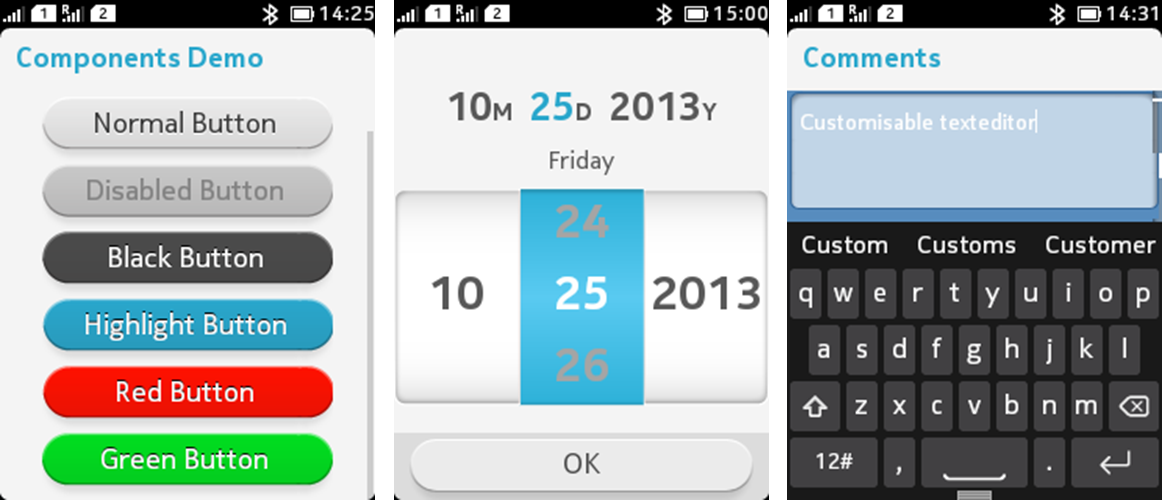 1 R 2 14:25
Components Demo
Normal Button
Disabled Button
Black Button
Highlight Button
Red Button
Green Button
1 R 2 15:00
10M 25D 2013Y
Friday
24
10 25 2013
26
OK
1 R 2 14:31
Comments
Customisable texteditor
Custom Customs Customer
q w e r t y u i o p
a s d f g h j k l
z x c v b n m
12# , .